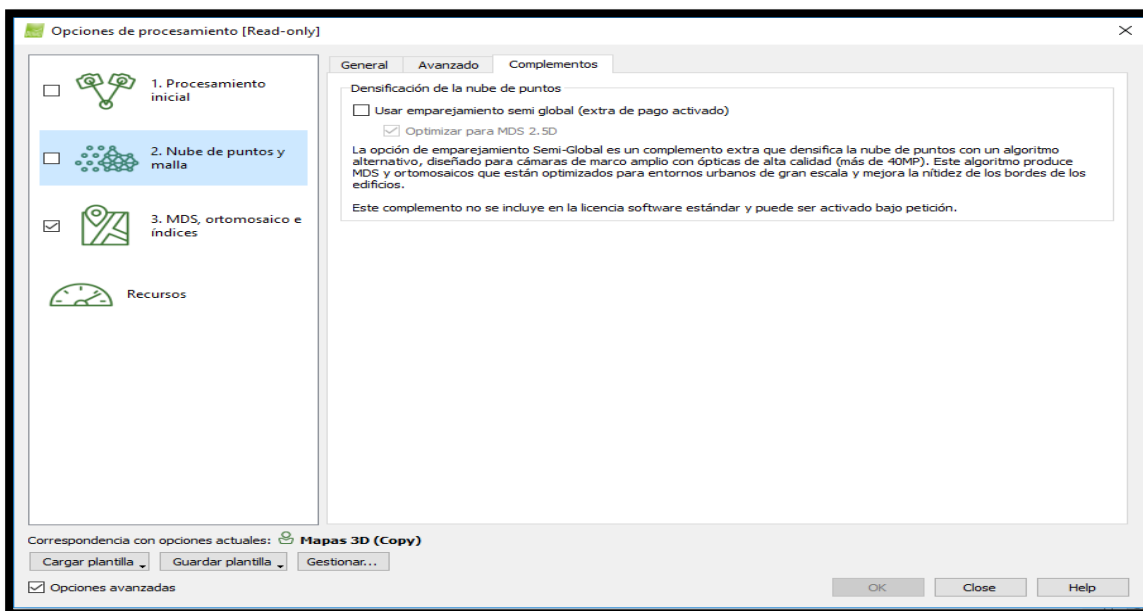 Opciones de procesamiento [Read-only]
1. Procesamiento
inicial
2. Nube de puntos y
malla
3. MDS, ortomosaico e
índices
Recursos
General Avanzado Complementos
Densificación de la nube de puntos
Usar emparejamiento semi global (extra de pago activado)
Optimizar para MDS 2.5D
La opción de emparejamiento Semi-Global es un complemento extra que densifica la nube de puntos con un algoritmo
alternativo, diseñado para cámaras de marco amplio con ópticas de alta calidad (más de 40MP). Este algoritmo produce
MDS y ortomosaicos que están optimizados para entornos urbanos de gran escala y mejora la nítidez de los bordes de los
edificios.
Este complemento no se incluye en la licencia software estándar y puede ser activado bajo petición.
Correspondencia con opciones actuales: Mapas 3D (Copy)
Cargar plantilla Guardar plantilla Gestionar...
Opciones avanzadas
OK Close Help